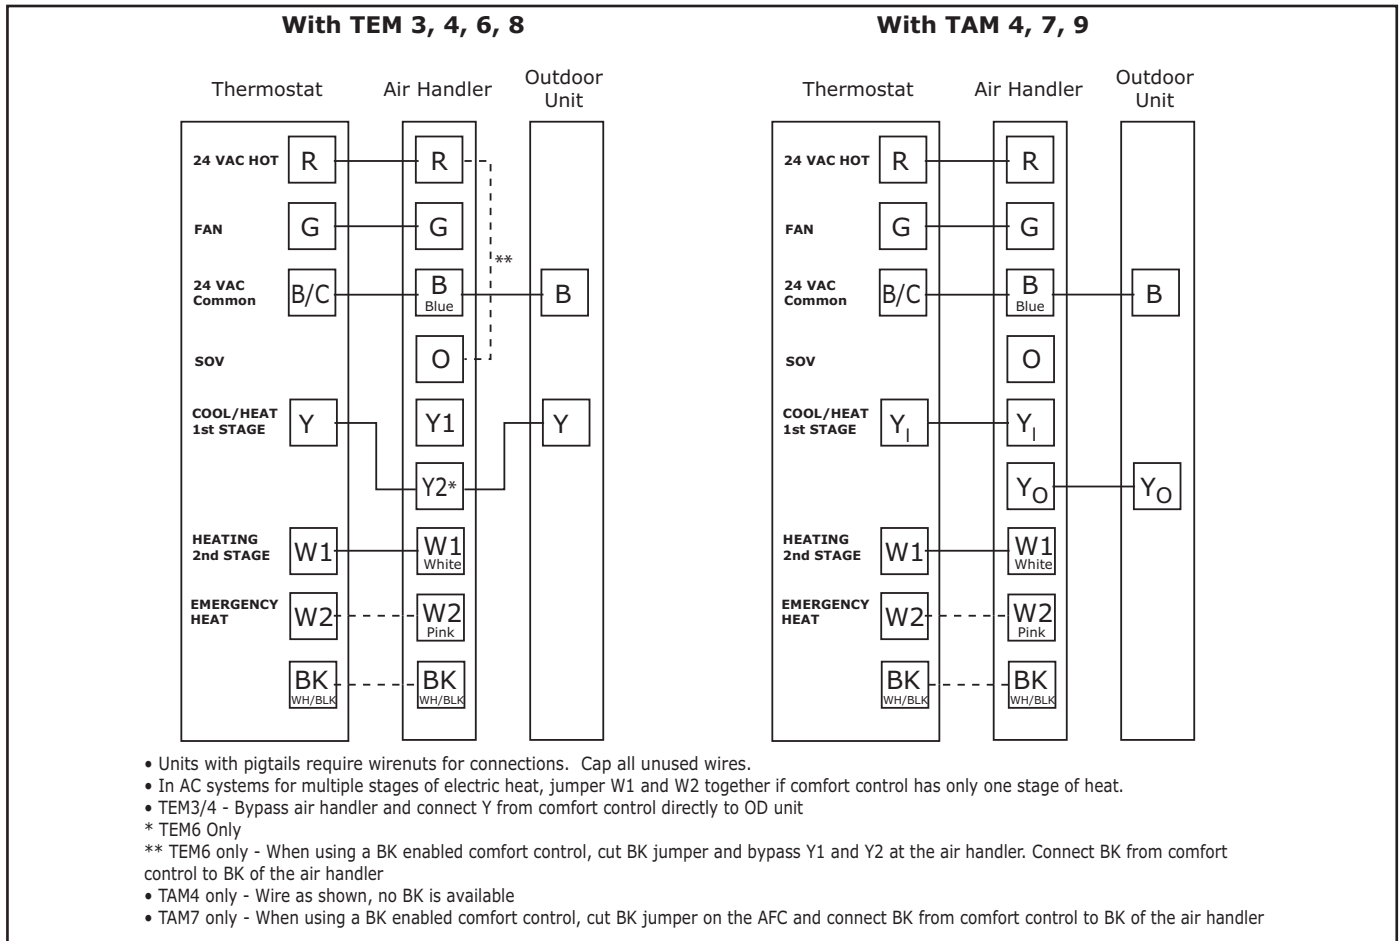 With TEM 3, 4, 6, 8
Thermostat
Air Handler
Outdoor
Unit
24 VAC HOT
R
R
FAN
G
G
**
24 VAC
Common
B/C
B
Blue
B
SOV
O
COOL/HEAT
1st STAGE
Y
Y1
Y
Y2*
HEATING
2nd STAGE
W1
W1
White
EMERGENCY
HEAT
W2
W2
Pink
BK
WH/BLK
BK
WH/BLK
With TAM 4, 7, 9
Thermostat
Air Handler
Outdoor
Unit
24 VAC HOT
R
R
FAN
G
G
24 VAC
Common
B/C
B
Blue
B
SOV
O
COOL/HEAT
1st STAGE
YI
YI
YO
YO
HEATING
2nd STAGE
W1
W1
White
EMERGENCY
HEAT
W2
W2
Pink
BK
WH/BLK
BK
WH/BLK
• Units with pigtails require wirenuts for connections. Cap all unused wires.
• In AC systems for multiple stages of electric heat, jumper W1 and W2 together if comfort control has only one stage of heat.
• TEM3/4 - Bypass air handler and connect Y from comfort control directly to OD unit
* TEM6 Only
** TEM6 only - When using a BK enabled comfort control, cut BK jumper and bypass Y1 and Y2 at the air handler. Connect BK from comfort
control to BK of the air handler
• TAM4 only - Wire as shown, no BK is available
• TAM7 only - When using a BK enabled comfort control, cut BK jumper on the AFC and connect BK from comfort control to BK of the air handler